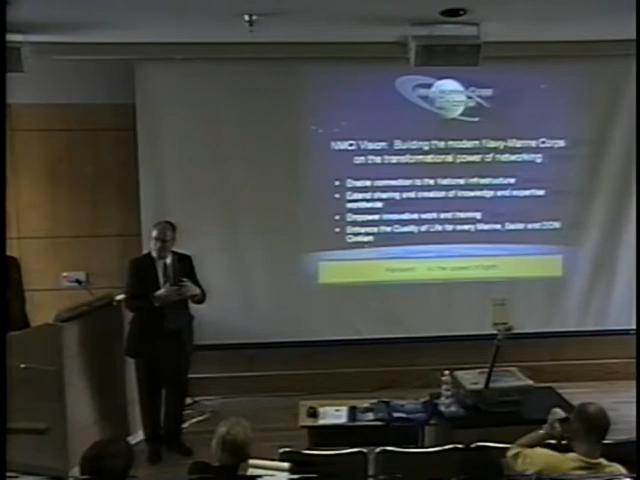 NMCI Vision: Building the modern Navy-Marine Corps
on the transformational power of networking
• Enable connection to the National Infrastructure
• Extend sharing and creation of knowledge and expertise
worldwide
• Empower innovative work and training
• Enhance the Quality of Life for every Marine, Sailor and DON
Civilian